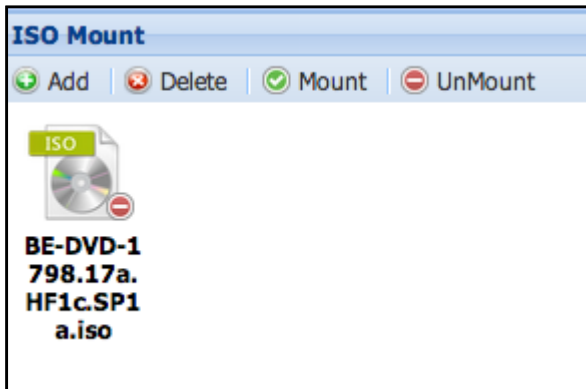 ISO Mount
Add Delete Mount UnMount
ISO
BE-DVD-1
798.17a.
HF1c.SP1
a.iso